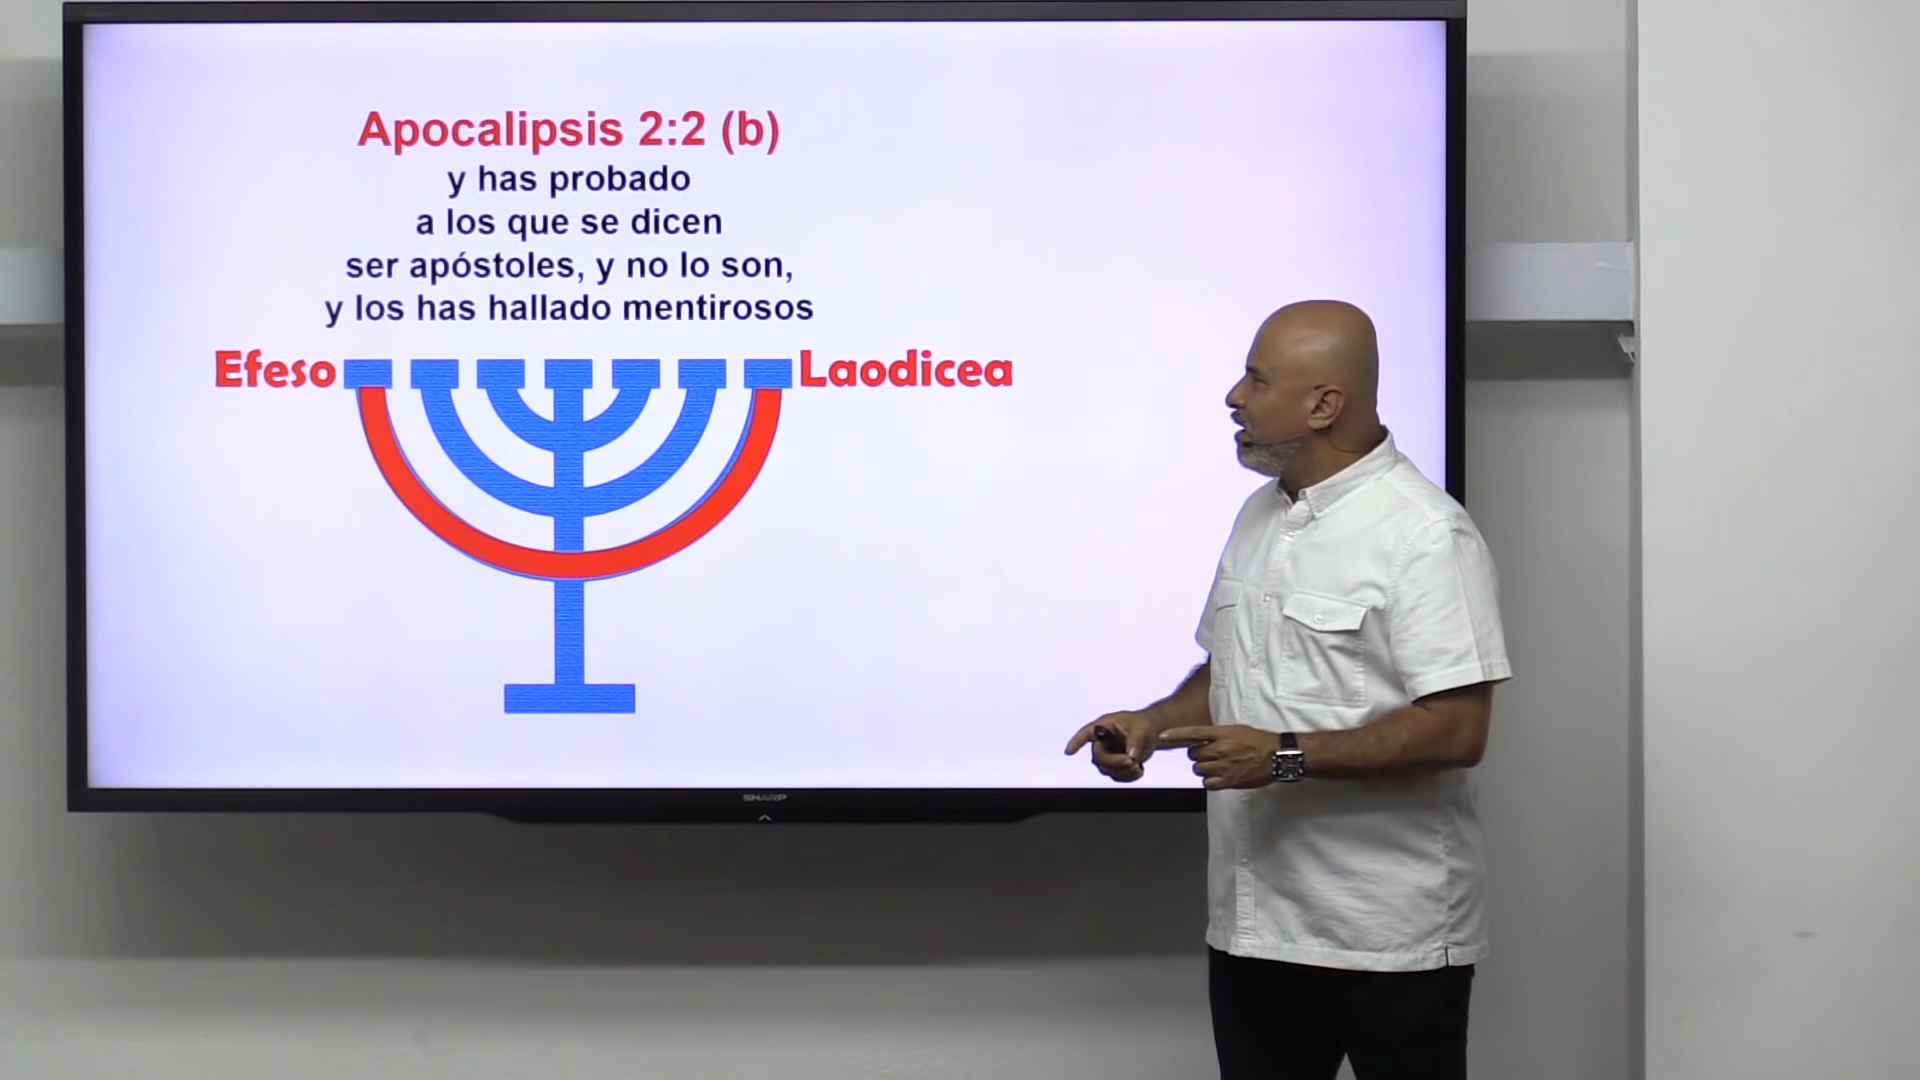 Apocalipsis 2:2 (b)
y has probado
a los que se dicen
ser apóstoles, y no lo son,
y los has hallado mentirosos
Efeso
Laodicea
SHARP